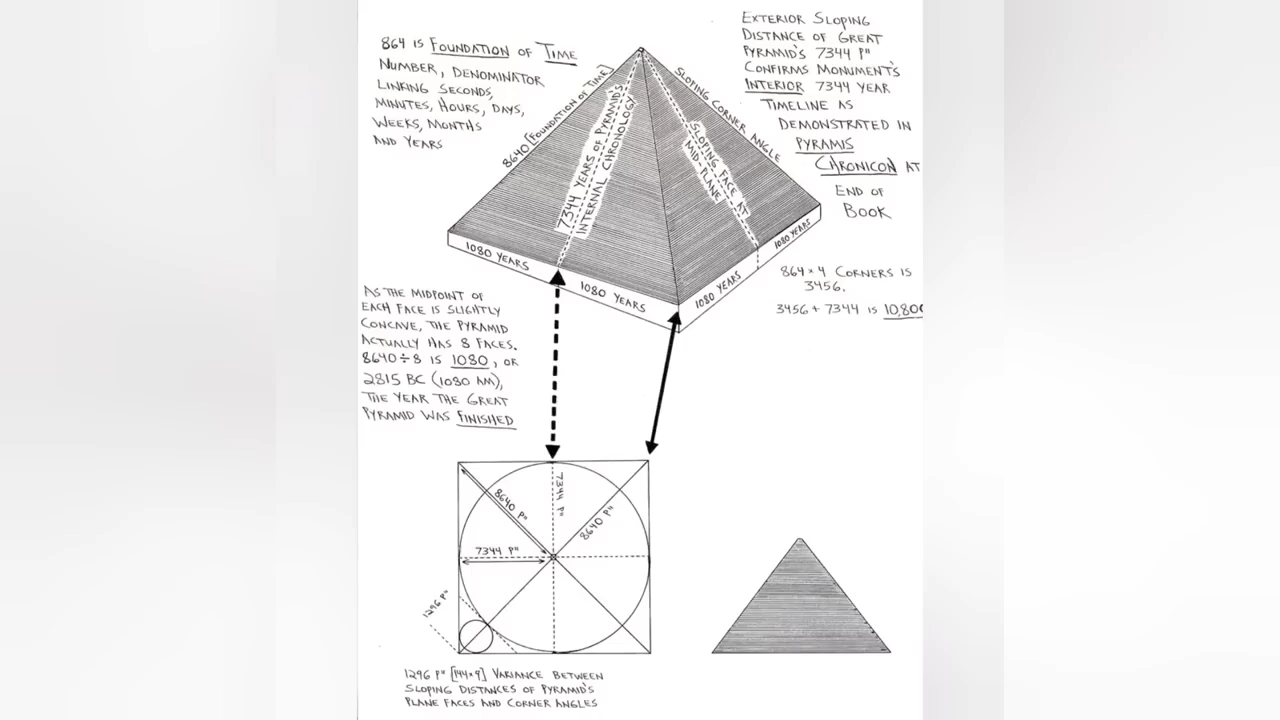 864 IS FOUNDATION OF TIME
NUMBER, DENOMINATOR
LINKING SECONDS,
MINUTES, HOURS, DAYS,
WEEKS, MONTHS
AND YEARS
EXTERIOR SLOPING
DISTANCE OF GREAT
PYRAMID'S 7344 P"
CONFIRMS MONUMENT'S
INTERIOR 7344 YEAR
TIMELINE AS
DEMONSTRATED IN
PYRAMIS
CHRONICON AT
END OF
BOOK
8640 [FOUNDATION OF TIME]
7344 YEARS OF PYRAMID'S
INTERNAL CHRONOLOGY
SLOPING CORNER ANGLE
SLOPING FACE AT
MID-PLANE
1080 YEARS
1080 YEARS
1080 YEARS
1080 YEARS
864 × 4 CORNERS IS
3456.
3456 + 7344 IS 10,800
AS THE MIDPOINT OF
EACH FACE IS SLIGHTLY
CONCAVE, THE PYRAMID
ACTUALLY HAS 8 FACES.
8640 ÷ 8 IS 1080, OR
2815 BC (1080 AM),
THE YEAR THE GREAT
PYRAMID WAS FINISHED
8640 P"
7344 P"
8640 P"
7344 P"
1296 P"
1296 P" [144×9] VARIANCE BETWEEN
SLOPING DISTANCES OF PYRAMID'S
PLANE FACES AND CORNER ANGLES